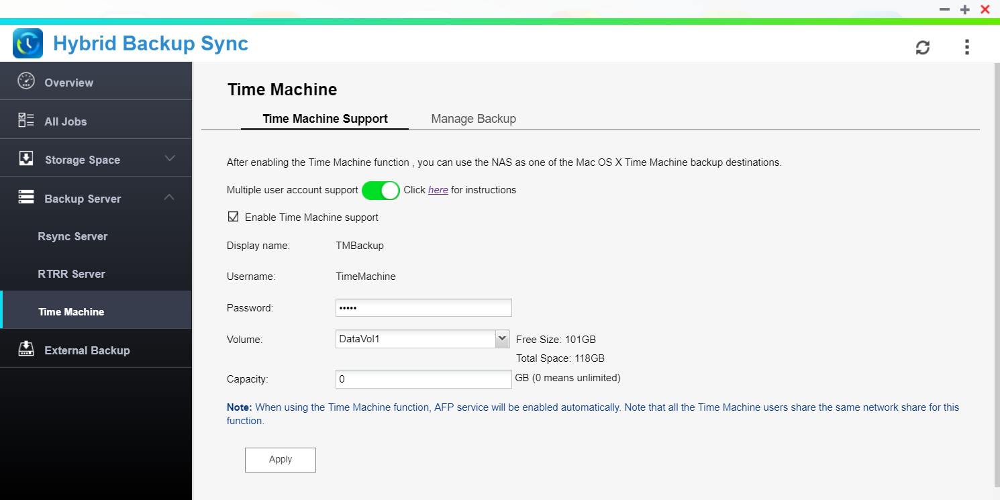 Hybrid Backup Sync
Overview
All Jobs
Storage Space
Backup Server
Rsync Server
RTRR Server
Time Machine
External Backup
Time Machine
Time Machine Support
Manage Backup
After enabling the Time Machine function , you can use the NAS as one of the Mac OS X Time Machine backup destinations.
Multiple user account support Click here for instructions
Enable Time Machine support
Display name: TMBackup
Username: TimeMachine
Password: •••••
Volume: DataVol1 Free Size: 101GB
Total Space: 118GB
Capacity: 0 GB (0 means unlimited)
Note: When using the Time Machine function, AFP service will be enabled automatically. Note that all the Time Machine users share the same network share for this
function.
Apply